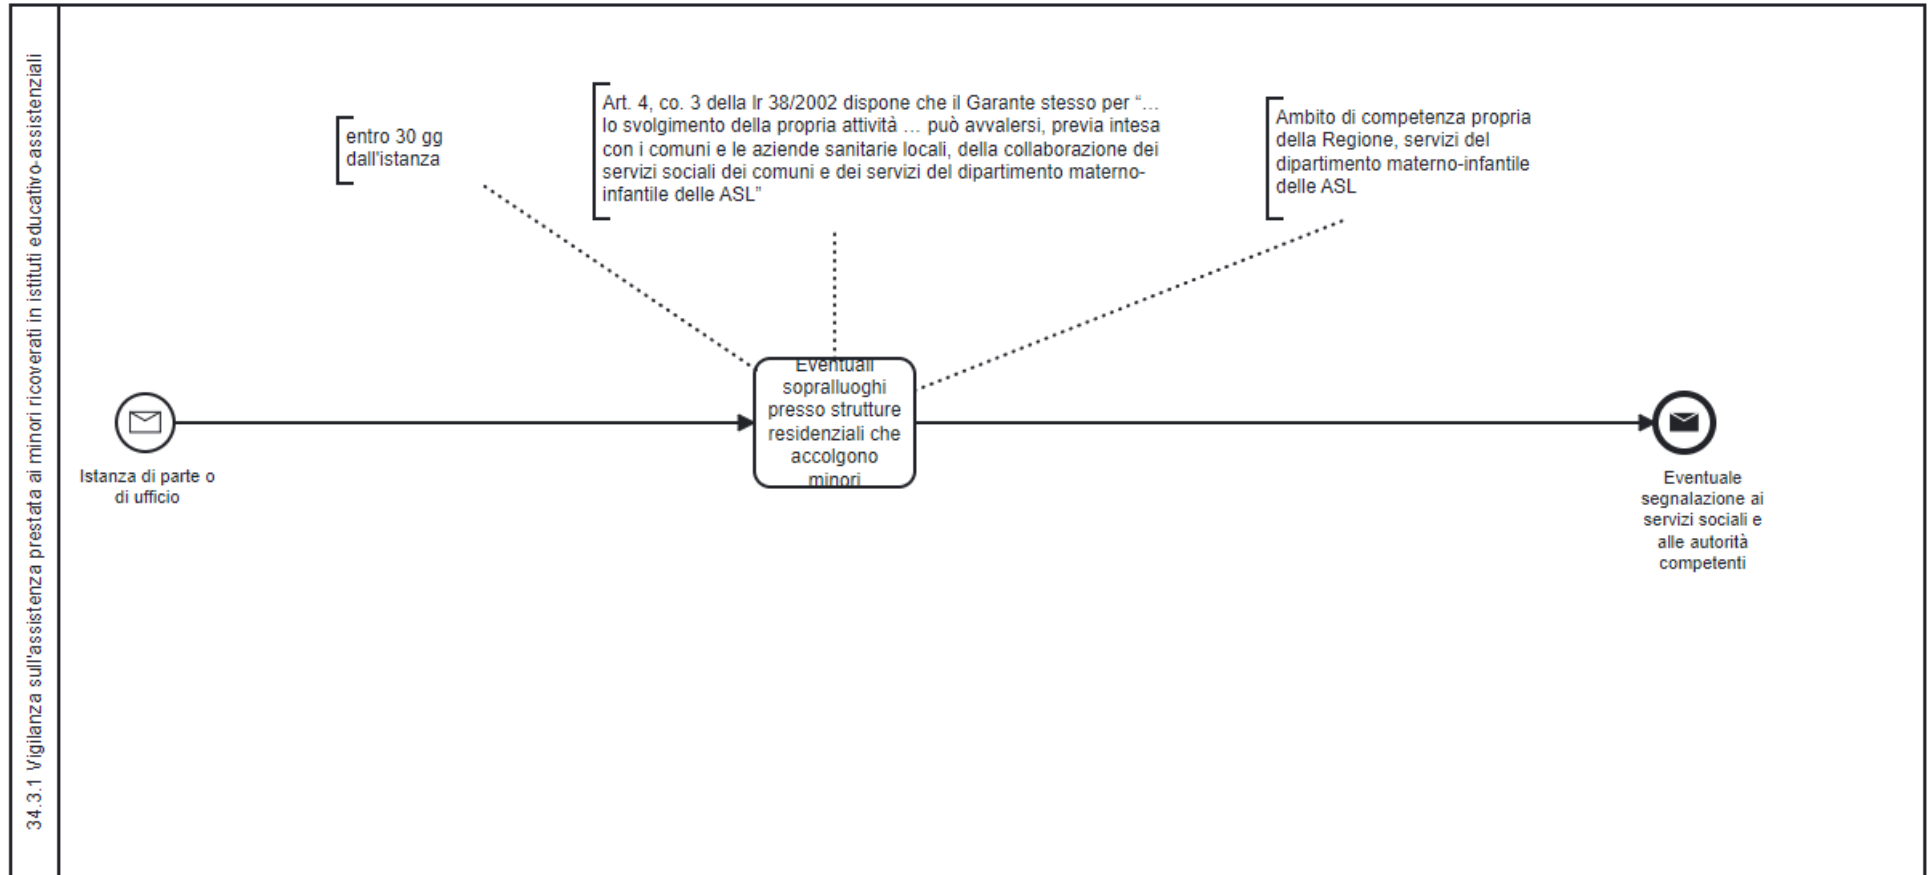 34.3.1 Vigilanza sull'assistenza prestata ai minori ricoverati in istituti educativo-assistenziali
entro 30 gg
dall'istanza
Art. 4, co. 3 della lr 38/2002 dispone che il Garante stesso per “…
lo svolgimento della propria attività … può avvalersi, previa intesa
con i comuni e le aziende sanitarie locali, della collaborazione dei
servizi sociali dei comuni e dei servizi del dipartimento materno-
infantile delle ASL”
Ambito di competenza propria
della Regione, servizi del
dipartimento materno-infantile
delle ASL
Istanza di parte o
di ufficio
Eventuali
sopralluoghi
presso strutture
residenziali che
accolgono
minori
Eventuale
segnalazione ai
servizi sociali e
alle autorità
competenti